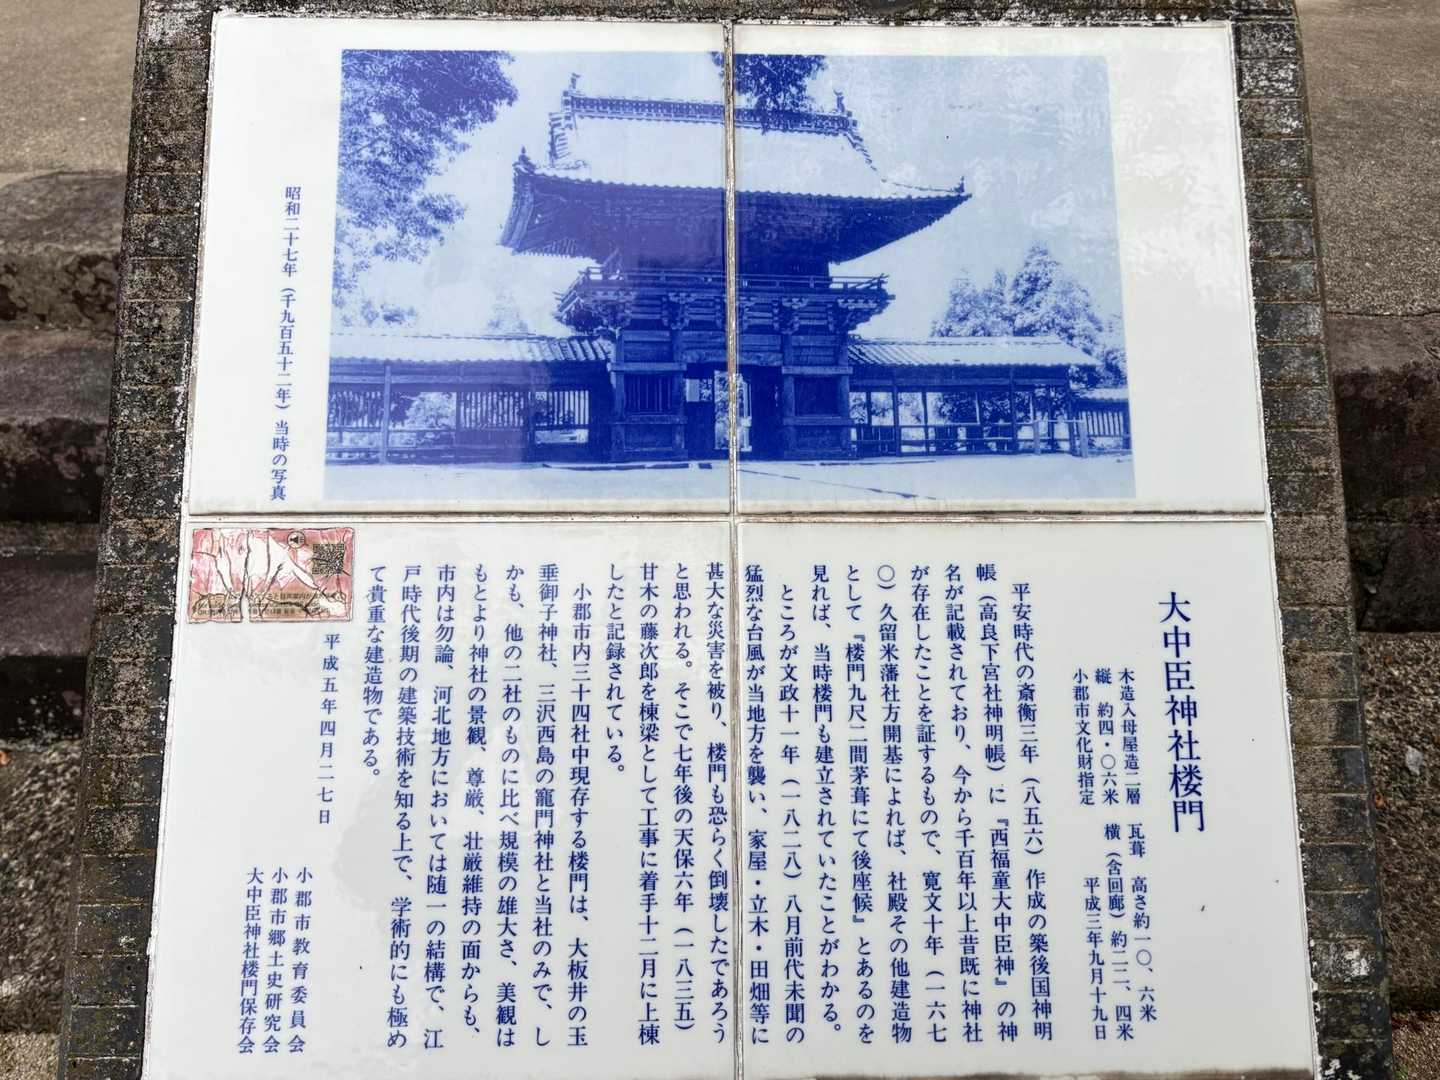 昭和二十七年（千九百五十二年）当時の写真
大中臣神社楼門
木造入母屋造二層　瓦葺　高さ約一〇、六米
縦　約四・〇六米　横（含回廊）約二二、四米
小郡市文化財指定　平成三年九月十九日
平安時代の斎衡三年（八五六）作成の築後国神明
帳（高良下宮社神明帳）に『西福童大中臣神』の神
名が記載されており、今から千百年以上昔既に神社
が存在したことを証するもので、寛文十年（一六七
〇）久留米藩社方開基によれば、社殿その他建造物
として『楼門九尺二間茅葺にて後座候』とあるのを
見れば、当時楼門も建立されていたことがわかる。
ところが文政十一年（一八二八）八月前代未聞の
猛烈な台風が当地方を襲い、家屋・立木・田畑等に
甚大な災害を被り、楼門も恐らく倒壊したであろう
と思われる。そこで七年後の天保六年（一八三五）
甘木の藤次郎を棟梁として工事に着手十二月に上棟
したと記録されている。
小郡市内三十四社中現存する楼門は、大板井の玉
垂御子神社、三沢西島の竈門神社と当社のみで、し
かも、他の二社のものに比べ規模の雄大さ、美観は
もとより神社の景観、尊厳、壮厳維持の面からも、
市内は勿論、河北地方においては随一の結構で、江
戸時代後期の建築技術を知る上で、学術的にも極め
て貴重な建造物である。
平成五年四月二七日
小郡市教育委員会
小郡市郷土史研究会
大中臣神社楼門保存会